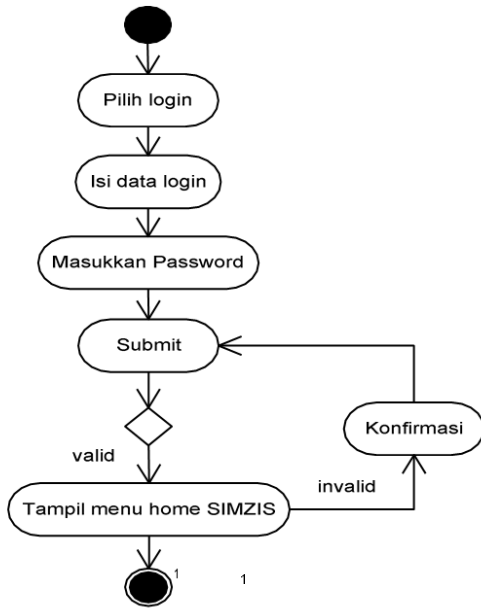 Pilih login
Isi data login
Masukkan Password
Submit
Konfirmasi
valid
invalid
Tampil menu home SIMZIS
1
1